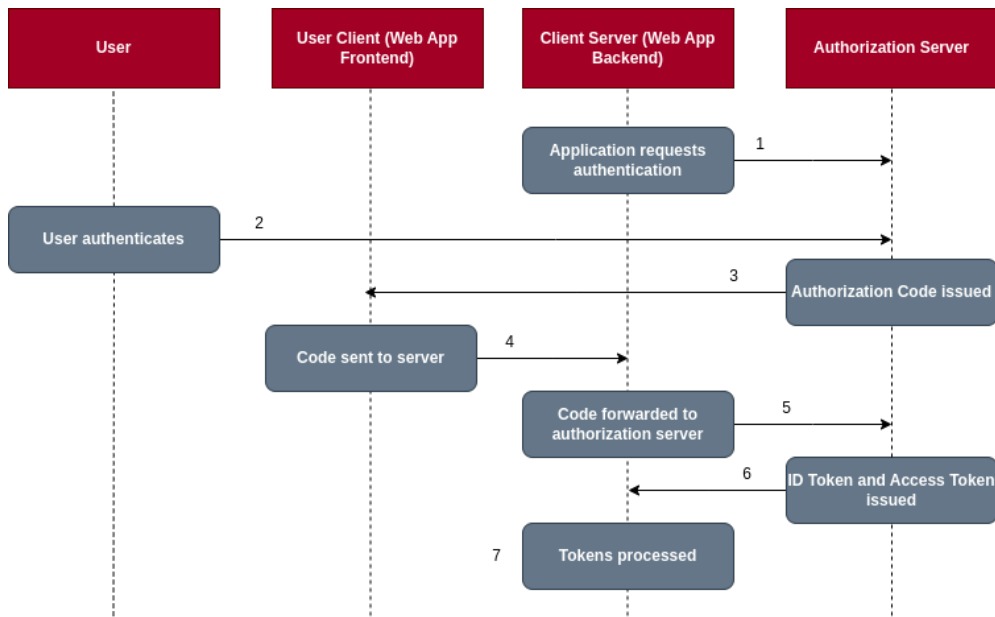 User
User Client (Web App
Frontend)
Client Server (Web App
Backend)
Authorization Server
Application requests
authentication
1
User authenticates
2
3
Authorization Code issued
Code sent to server
4
Code forwarded to
authorization server
5
6
ID Token and Access Token
issued
7
Tokens processed